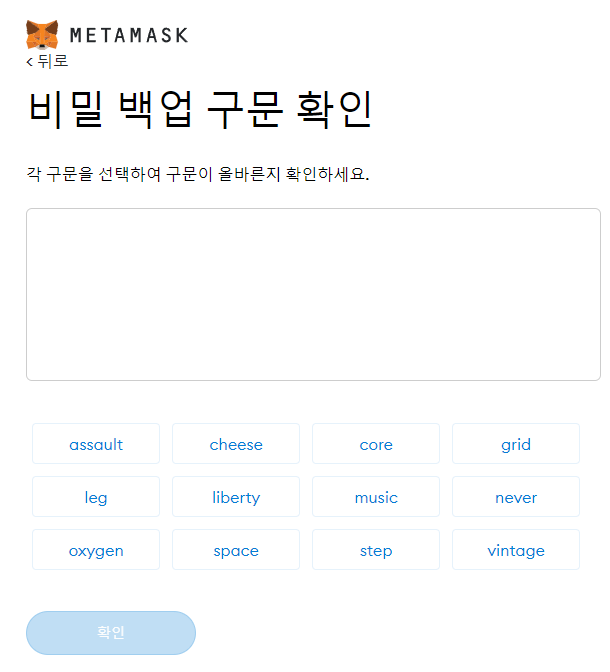 METAMASK
< 뒤로
비밀 백업 구문 확인
각 구문을 선택하여 구문이 올바른지 확인하세요.
assault cheese core grid
leg liberty music never
oxygen space step vintage
확인